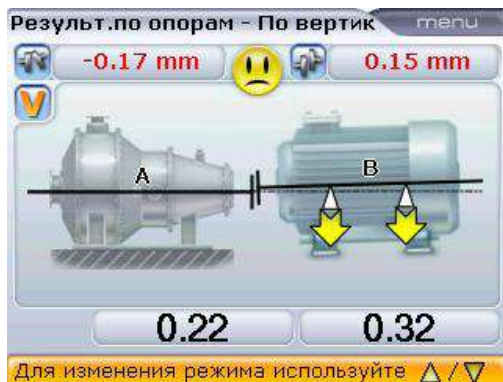 Результ.по опорам - По вертик menu
-0.17 mm 0.15 mm
V
A B
0.22 0.32
Для изменения режима используйте △/▽